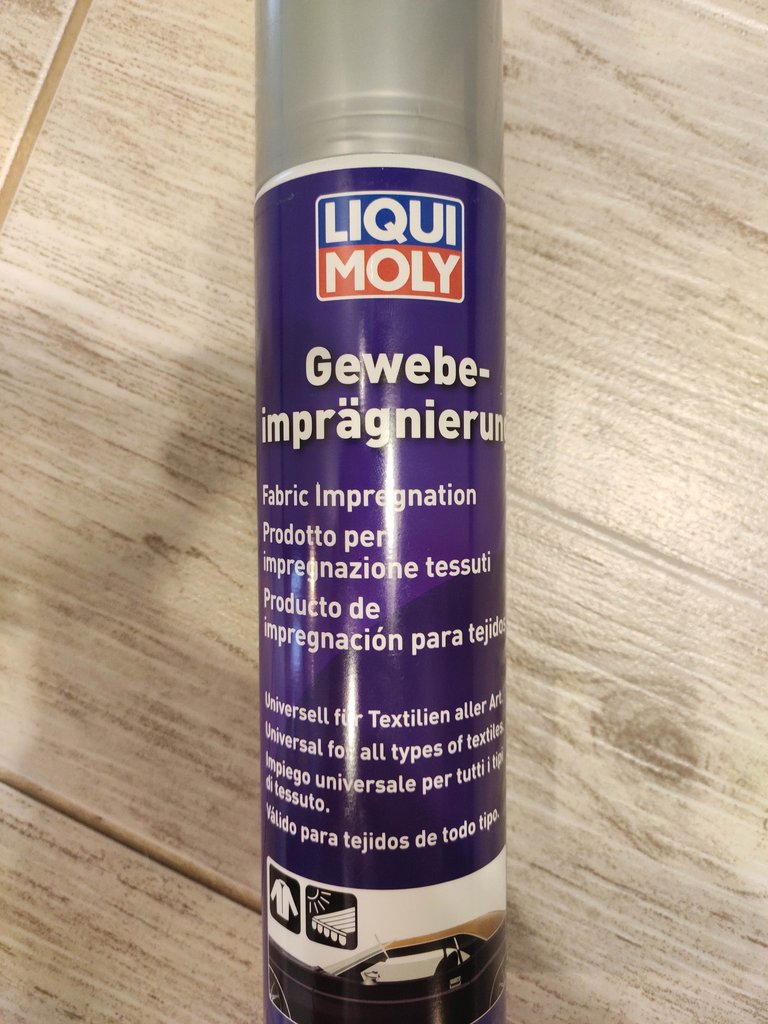 LIQUI
MOLY
Gewebe-
imprägnierung
Fabric Impregnation
Prodotto per
impregnazione tessuti
Producto de
impregnación para tejidos
Universell für Textilien aller Art.
Universal for all types of textiles.
Impiego universale per tutti i tipi
di tessuto.
Válido para tejidos de todo tipo.